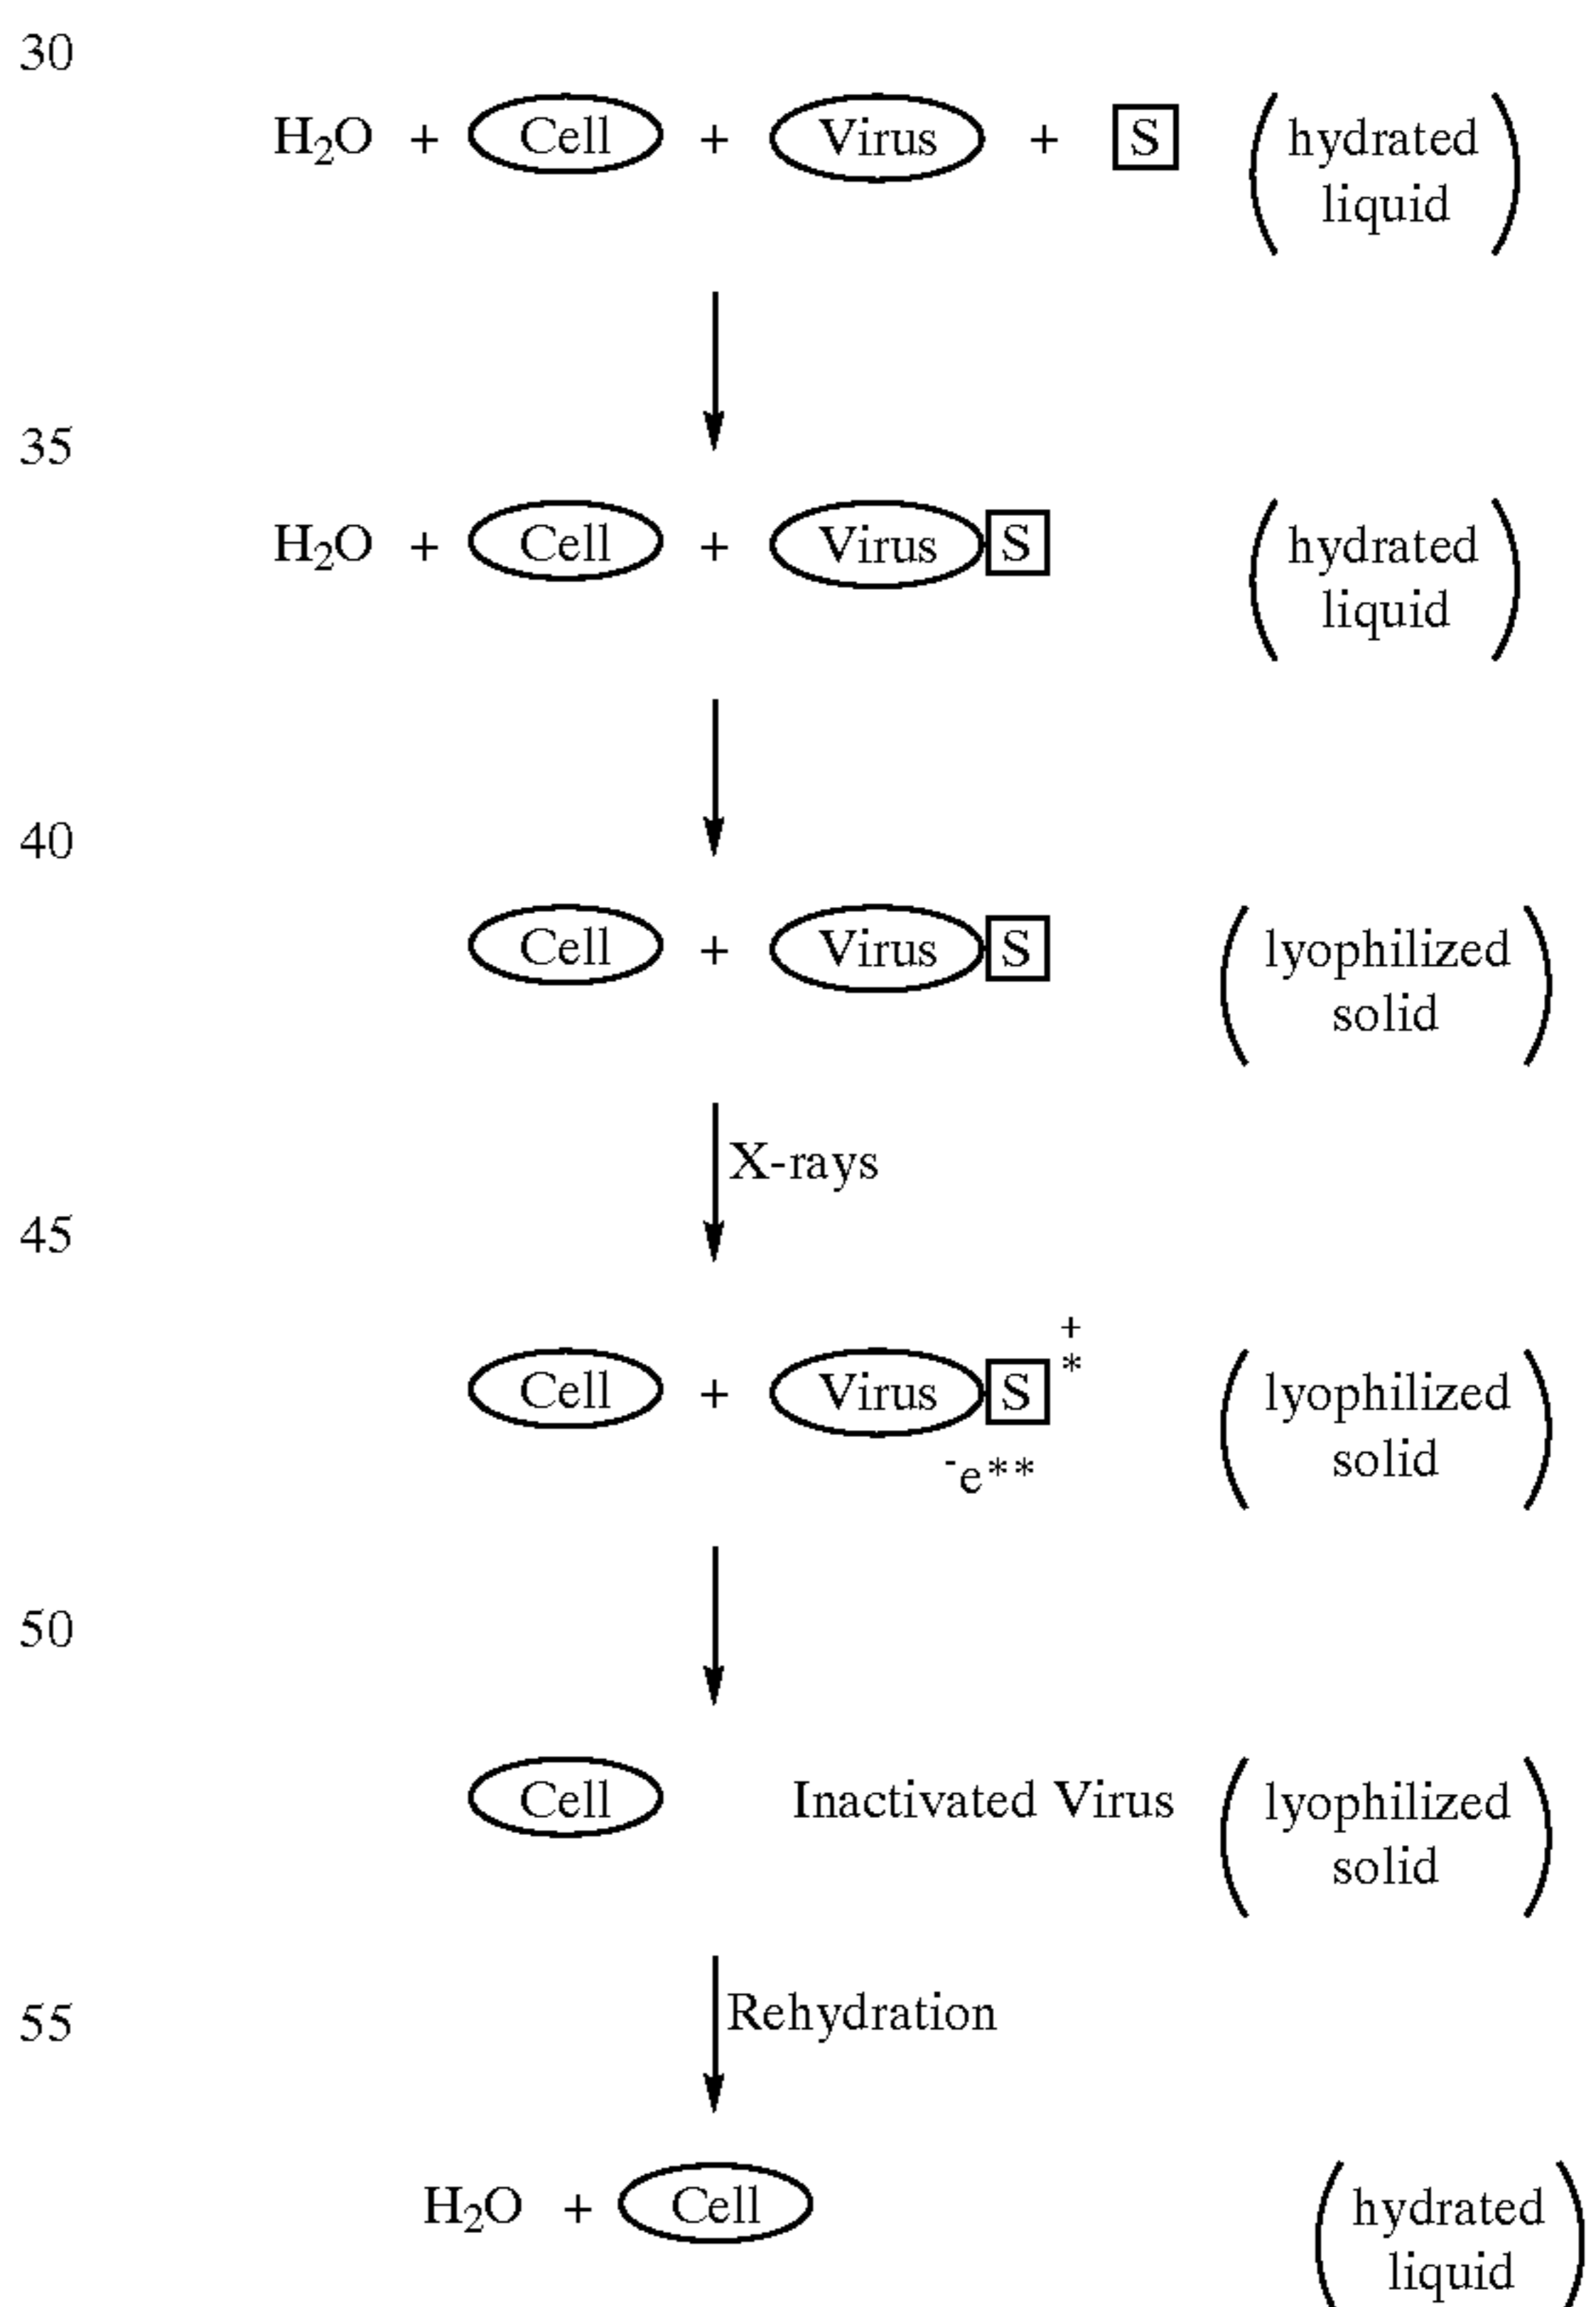 30
H₂O + Cell + Virus + S (hydrated
liquid)
35
H₂O + Cell + Virus S (hydrated
liquid)
40
Cell + Virus S (lyophilized
solid)
X-rays
45
+
Cell + Virus S * (lyophilized
solid)
⁻e**
50
Cell Inactivated Virus (lyophilized
solid)
55
Rehydration
H₂O + Cell (hydrated
liquid)